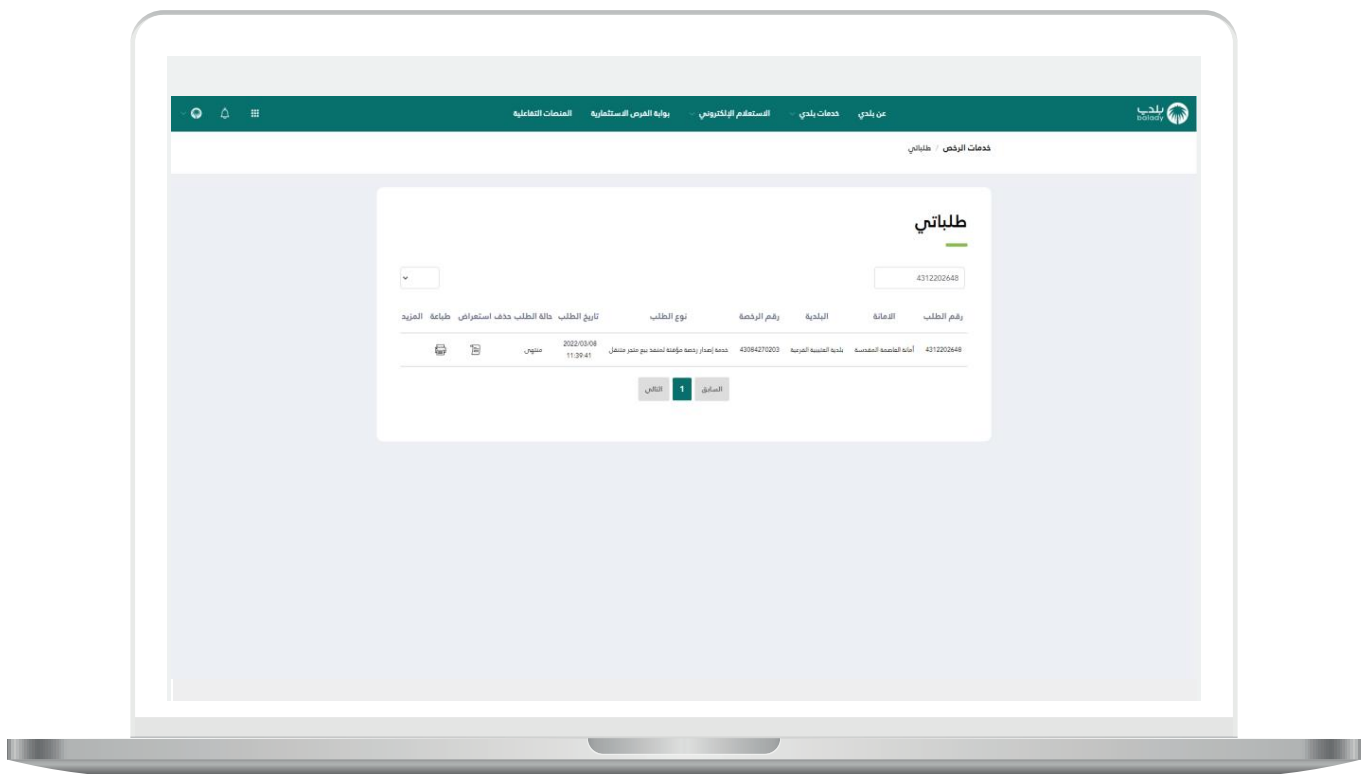 بلدي
balady
عن بلدي خدمات بلدي الاستعلام الإلكتروني بوابة الفرص الاستثمارية المنصات التفاعلية
خدمات الرخص / طلباتي
طلباتي
4312202648
رقم الطلب الامانة البلدية رقم الرخصة نوع الطلب تاريخ الطلب حالة الطلب حذف استعراض طباعة المزيد
4312202648 أمانة العاصمة المقدسة بلدية العتيبية الفرعية 43084270203 خدمة إصدار رخصة مؤقتة لمنفذ بيع متجر متنقل 2022/03/08 11:39:41 منتهي
السابق 1 التالي